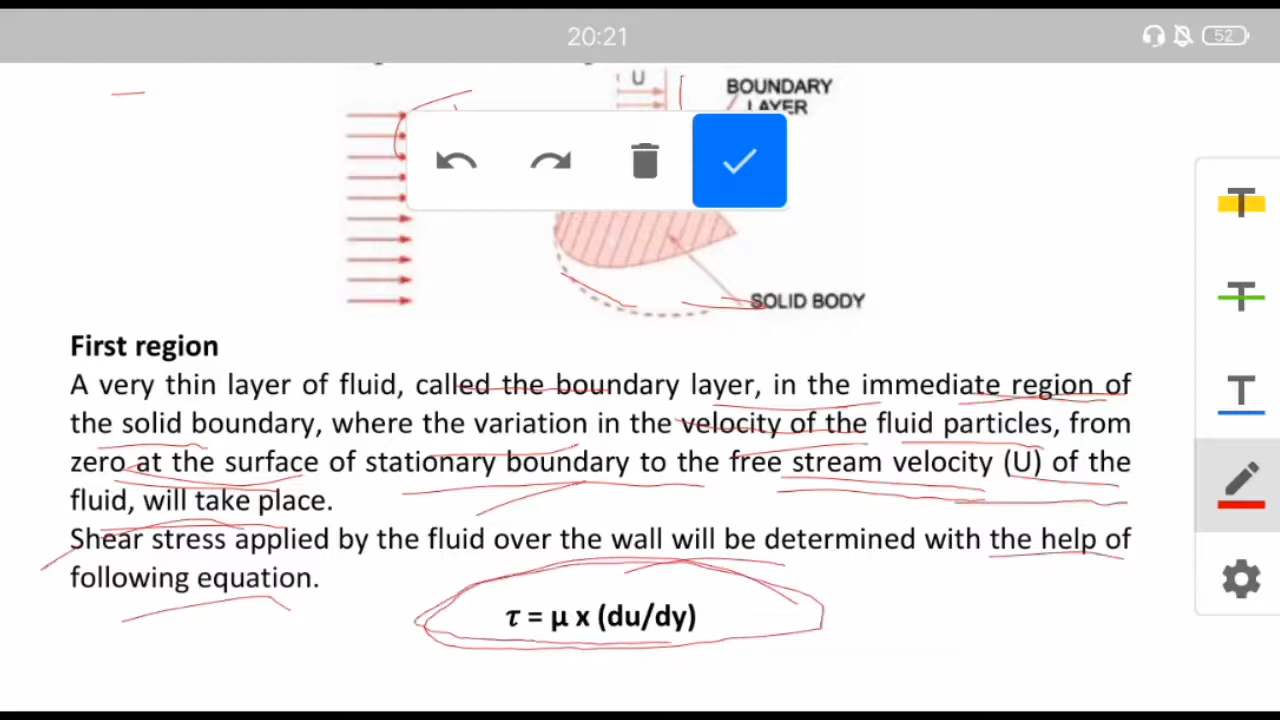 20:21
52
U
BOUNDARY
LAYER
SOLID BODY
First region
A very thin layer of fluid, called the boundary layer, in the immediate region of
the solid boundary, where the variation in the velocity of the fluid particles, from
zero at the surface of stationary boundary to the free stream velocity (U) of the
fluid, will take place.
Shear stress applied by the fluid over the wall will be determined with the help of
following equation.
τ = μ x (du/dy)